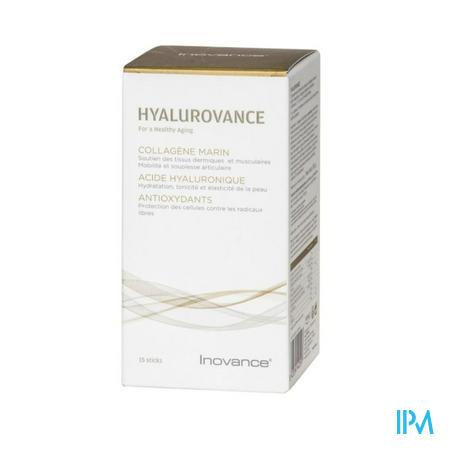 Inovance
HYALUROVANCE
For a Healthy Aging
COLLAGÈNE MARIN
Soutien des tissus dermiques et musculaires
Mobilité et souplesse articulaire
ACIDE HYALURONIQUE
Hydratation, tonicité et élasticité de la peau
ANTIOXYDANTS
Protection des cellules contre les radicaux
libres
15 sticks
Inovance®
IPM